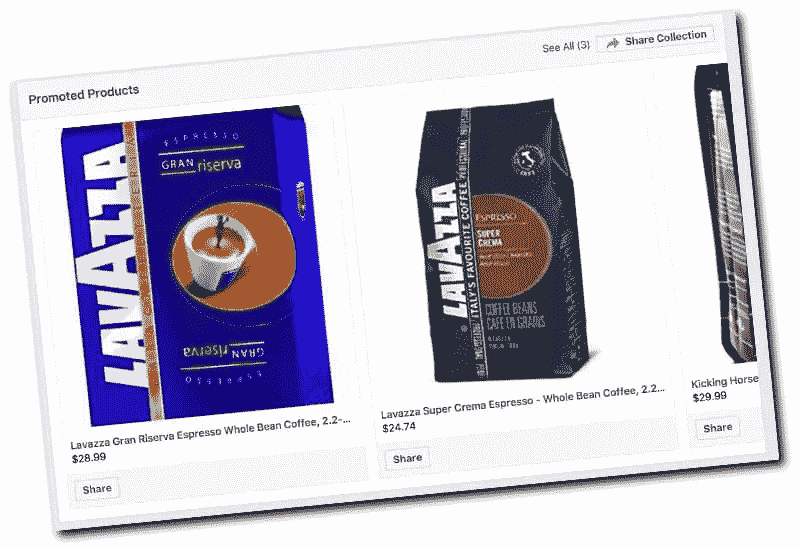 See All (3)
Share Collection
Promoted Products
LAVAZZA
ESPRESSO
GRAN riserva
GRAN riserva
ESPRESSO
LAVAZZA
ITALY'S FAVOURITE COFFEE
ESPRESSO
SUPER
CREMA
COFFEE BEANS
CAFÉ EN GRAINS
Lavazza Gran Riserva Espresso Whole Bean Coffee, 2.2-...
$28.99
Share
Lavazza Super Crema Espresso - Whole Bean Coffee, 2.2...
$24.74
Share
Kicking Horse
$29.99
Share